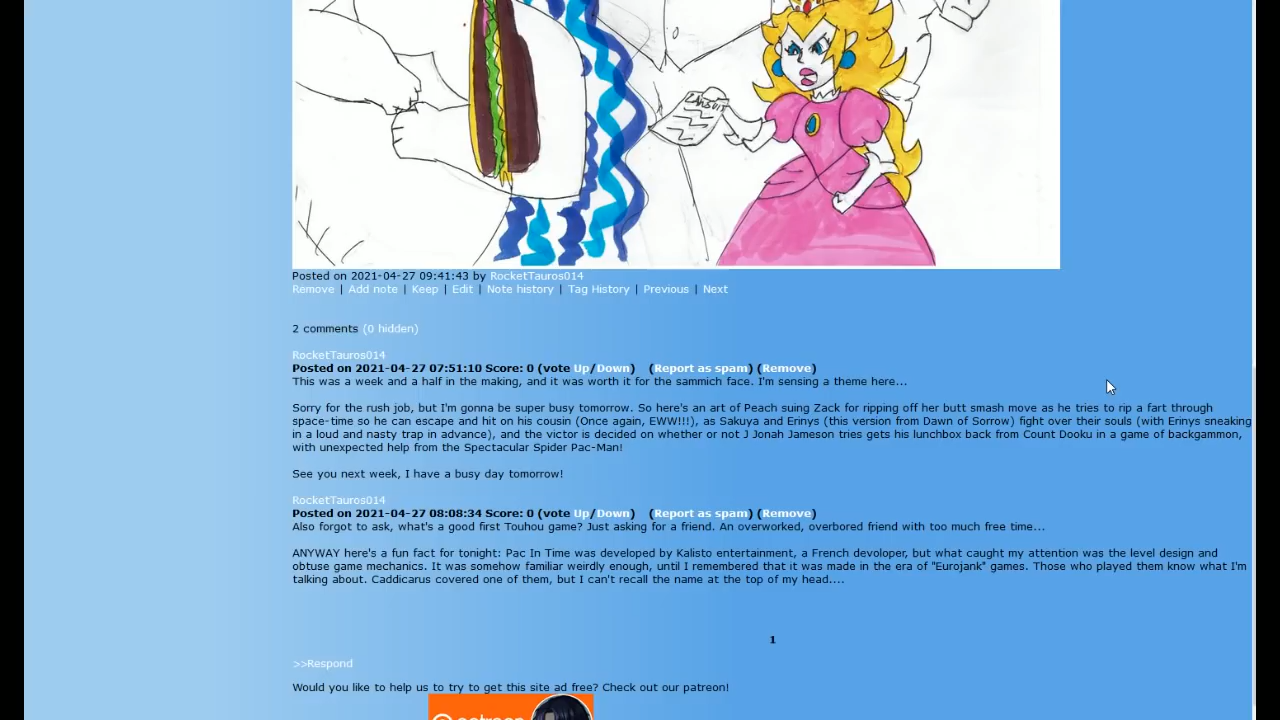 LAWSUIT
Posted on 2021-04-27 09:41:43 by RocketTauros014
Remove | Add note | Keep | Edit | Note history | Tag History | Previous | Next
2 comments (0 hidden)
RocketTauros014
Posted on 2021-04-27 07:51:10 Score: 0 (vote Up/Down) (Report as spam) (Remove)
This was a week and a half in the making, and it was worth it for the sammich face. I'm sensing a theme here...
Sorry for the rush job, but I'm gonna be super busy tomorrow. So here's an art of Peach suing Zack for ripping off her butt smash move as he tries to rip a fart through
space-time so he can escape and hit on his cousin (Once again, EWW!!!), as Sakuya and Erinys (this version from Dawn of Sorrow) fight over their souls (with Erinys sneaking
in a loud and nasty trap in advance), and the victor is decided on whether or not J Jonah Jameson tries gets his lunchbox back from Count Dooku in a game of backgammon,
with unexpected help from the Spectacular Spider Pac-Man!
See you next week, I have a busy day tomorrow!
RocketTauros014
Posted on 2021-04-27 08:08:34 Score: 0 (vote Up/Down) (Report as spam) (Remove)
Also forgot to ask, what's a good first Touhou game? Just asking for a friend. An overworked, overbored friend with too much free time...
ANYWAY here's a fun fact for tonight: Pac In Time was developed by Kalisto entertainment, a French devoloper, but what caught my attention was the level design and
obtuse game mechanics. It was somehow familiar weirdly enough, until I remembered that it was made in the era of "Eurojank" games. Those who played them know what I'm
talking about. Caddicarus covered one of them, but I can't recall the name at the top of my head....
1
>>Respond
Would you like to help us to try to get this site ad free? Check out our patreon!